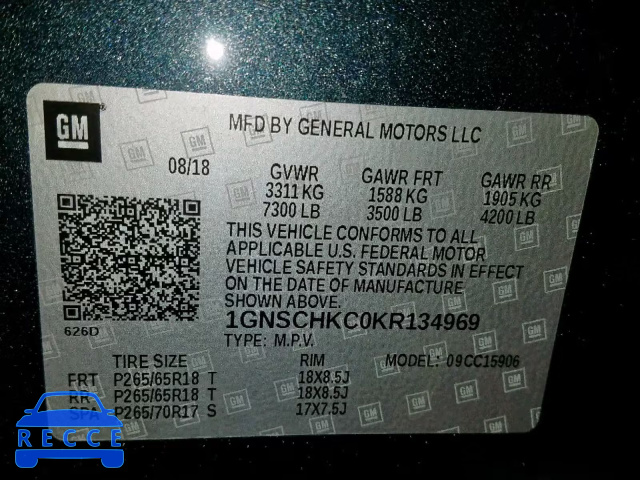 GM
®
MFD BY GENERAL MOTORS LLC
08/18 GVWR GAWR FRT GAWR RR
3311 KG 1588 KG 1905 KG
7300 LB 3500 LB 4200 LB
THIS VEHICLE CONFORMS TO ALL
APPLICABLE U.S. FEDERAL MOTOR
VEHICLE SAFETY STANDARDS IN EFFECT
ON THE DATE OF MANUFACTURE
SHOWN ABOVE.
626D 1GNSCHKC0KR134969
TYPE: M.P.V. MODEL: 09CC15906
TIRE SIZE RIM
FRT P265/65R18 T 18X8.5J
RR P265/65R18 T 18X8.5J
SPA P265/70R17 S 17X7.5J
RECCE